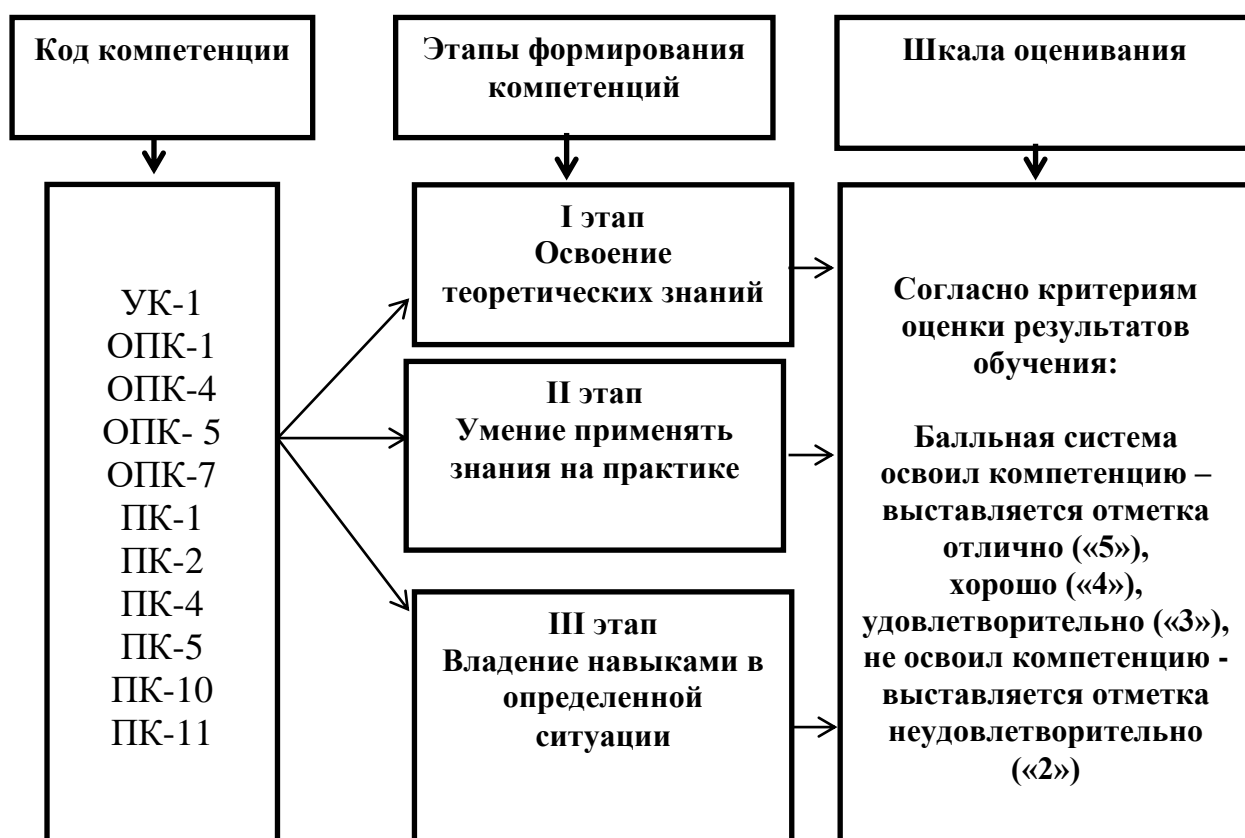 Код компетенции
Этапы формирования
компетенций
Шкала оценивания
УК-1
ОПК-1
ОПК-4
ОПК- 5
ОПК-7
ПК-1
ПК-2
ПК-4
ПК-5
ПК-10
ПК-11
I этап
Освоение
теоретических знаний
II этап
Умение применять
знания на практике
III этап
Владение навыками в
определенной
ситуации
Согласно критериям
оценки результатов
обучения:
Балльная система
освоил компетенцию –
выставляется отметка
отлично («5»),
хорошо («4»),
удовлетворительно («3»),
не освоил компетенцию -
выставляется отметка
неудовлетворительно
(«2»)